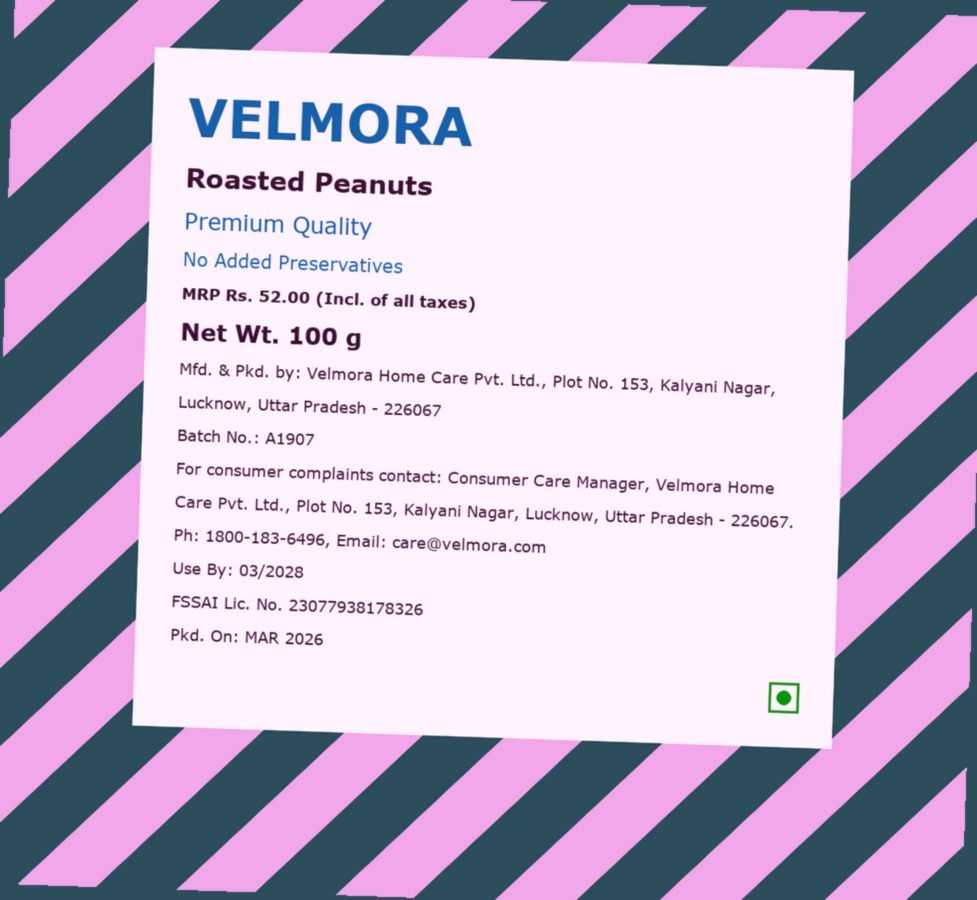 VELMORA
Roasted Peanuts
Premium Quality
No Added Preservatives
MRP Rs. 52.00 (Incl. of all taxes)
Net Wt. 100 g
Mfd. & Pkd. by: Velmora Home Care Pvt. Ltd., Plot No. 153, Kalyani Nagar,
Lucknow, Uttar Pradesh - 226067
Batch No.: A1907
For consumer complaints contact: Consumer Care Manager, Velmora Home
Care Pvt. Ltd., Plot No. 153, Kalyani Nagar, Lucknow, Uttar Pradesh - 226067.
Ph: 1800-183-6496, Email: care@velmora.com
Use By: 03/2028
FSSAI Lic. No. 23077938178326
Pkd. On: MAR 2026